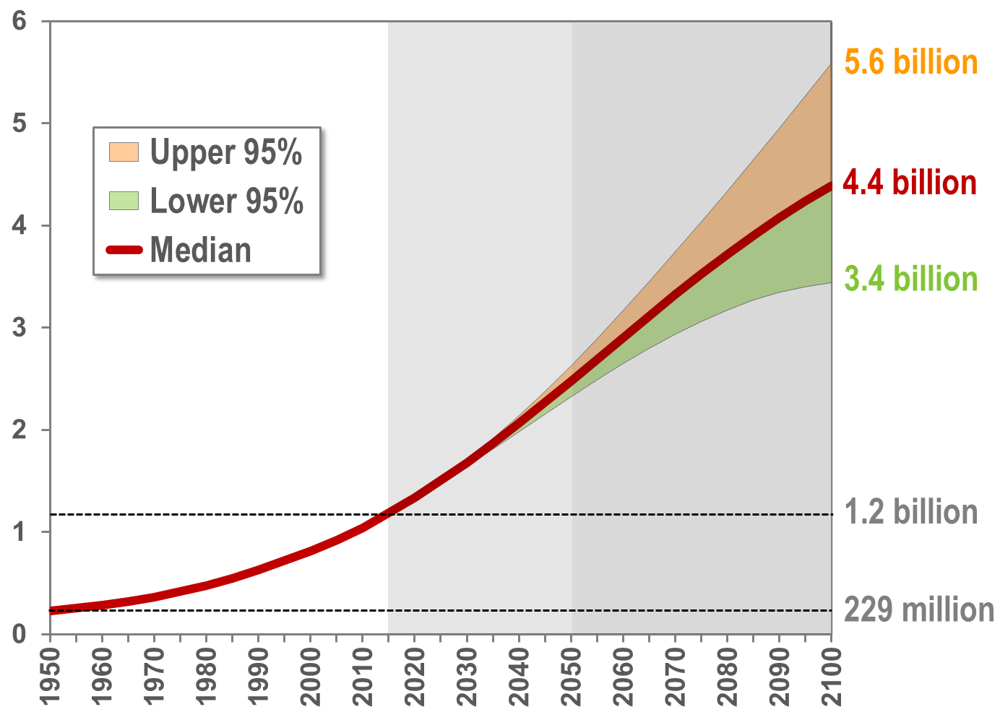 6
5
4
3
2
1
0
Upper 95%
Lower 95%
Median
5.6 billion
4.4 billion
3.4 billion
1.2 billion
229 million
1950
1960
1970
1980
1990
2000
2010
2020
2030
2040
2050
2060
2070
2080
2090
2100